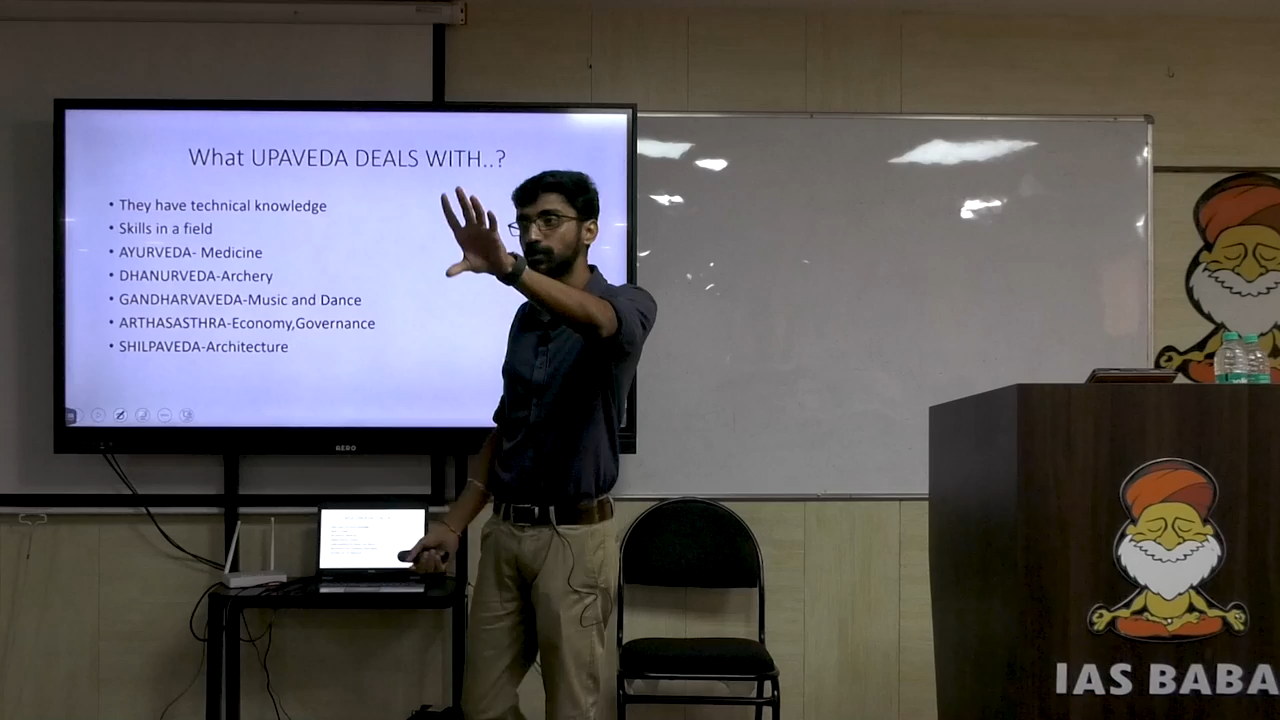 What UPAVEDA DEALS WITH..?
• They have technical knowledge
• Skills in a field
• AYURVEDA- Medicine
• DHANURVEDA-Archery
• GANDHARVAVEDA-Music and Dance
• ARTHASASTHRA-Economy,Governance
• SHILPAVEDA-Architecture
IAS BABA